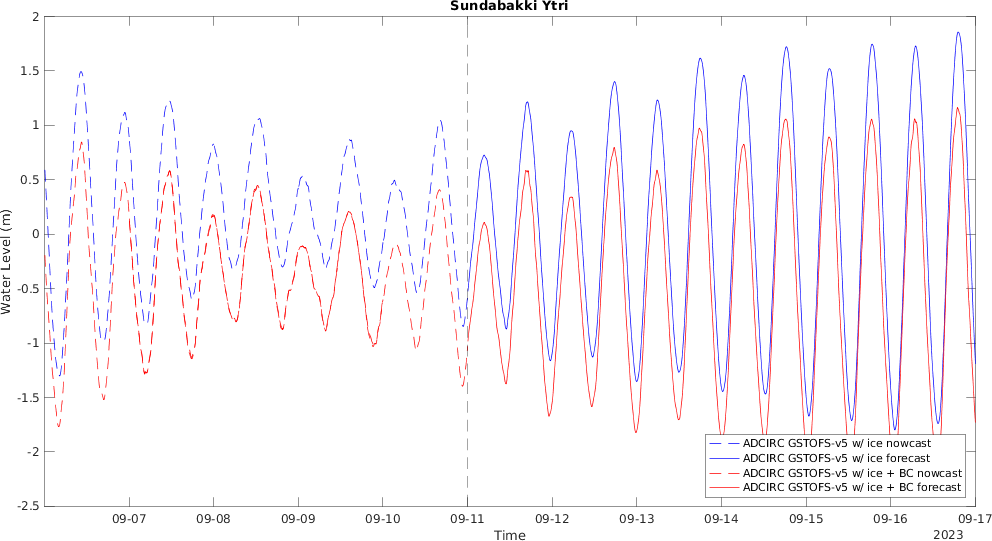 Sundabakki Ytri
2
1.5
1
0.5
0
-0.5
-1
-1.5
-2
-2.5
Water Level (m)
ADCIRC GSTOFS-v5 w/ ice nowcast
ADCIRC GSTOFS-v5 w/ ice forecast
ADCIRC GSTOFS-v5 w/ ice + BC nowcast
ADCIRC GSTOFS-v5 w/ ice + BC forecast
09-07 09-08 09-09 09-10 09-11 09-12 09-13 09-14 09-15 09-16 09-17
Time
2023